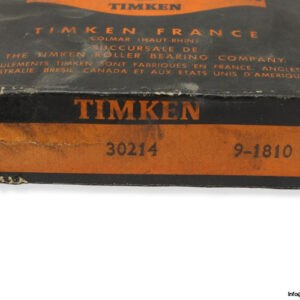 TIMKEN FRANCE
COLMAR (HAUT-RHIN)
SUCCURSALE DE
THE TIMKEN ROLLER BEARING COMPANY
ROULEMENTS TIMKEN SONT FABRIQUES EN FRANCE, ANGLETERRE
AUSTRALIE BRESIL CANADA ET AUX ETATS UNIS D'AMERIQUE
TIMKEN
30214 9-1810